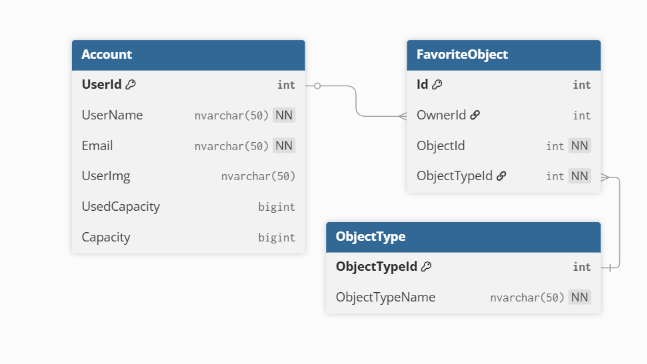 Account
UserId int
UserName nvarchar(50) NN
Email nvarchar(50) NN
UserImg nvarchar(50)
UsedCapacity bigint
Capacity bigint
FavoriteObject
Id int
OwnerId int
ObjectId int NN
ObjectTypeId int NN
ObjectType
ObjectTypeId int
ObjectTypeName nvarchar(50) NN